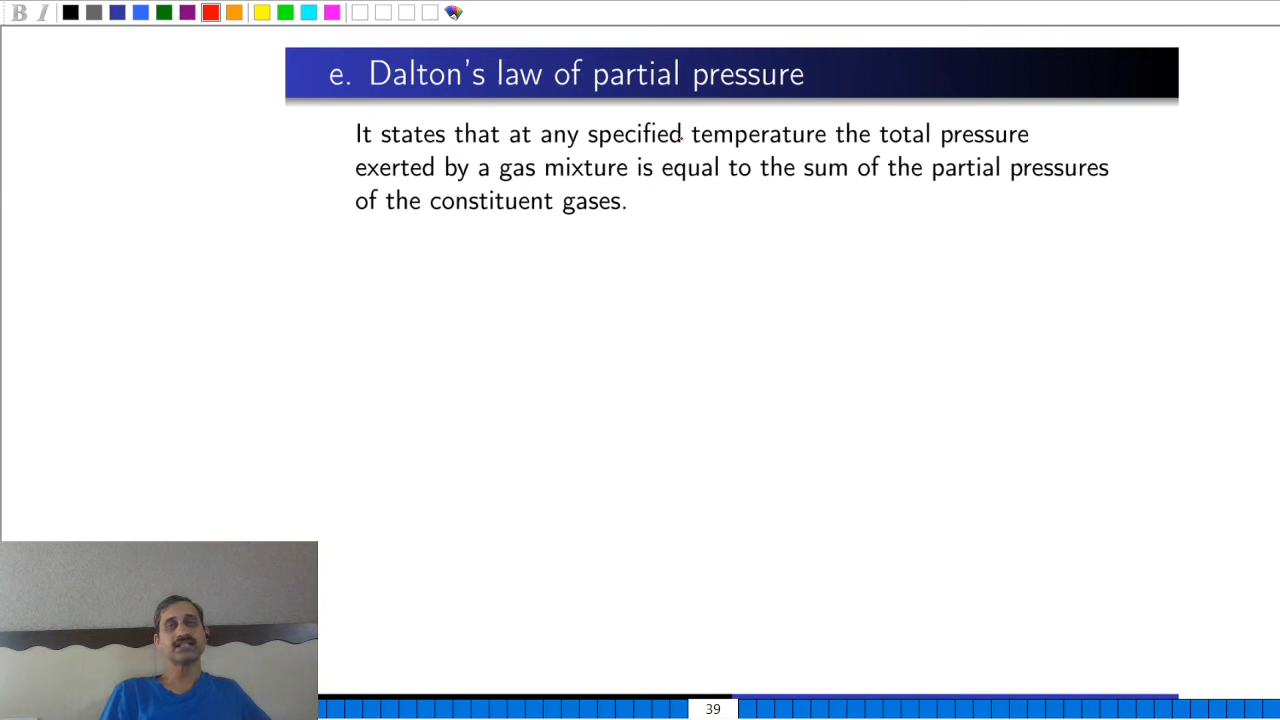 B I
e. Dalton's law of partial pressure
It states that at any specified temperature the total pressure
exerted by a gas mixture is equal to the sum of the partial pressures
of the constituent gases.
39